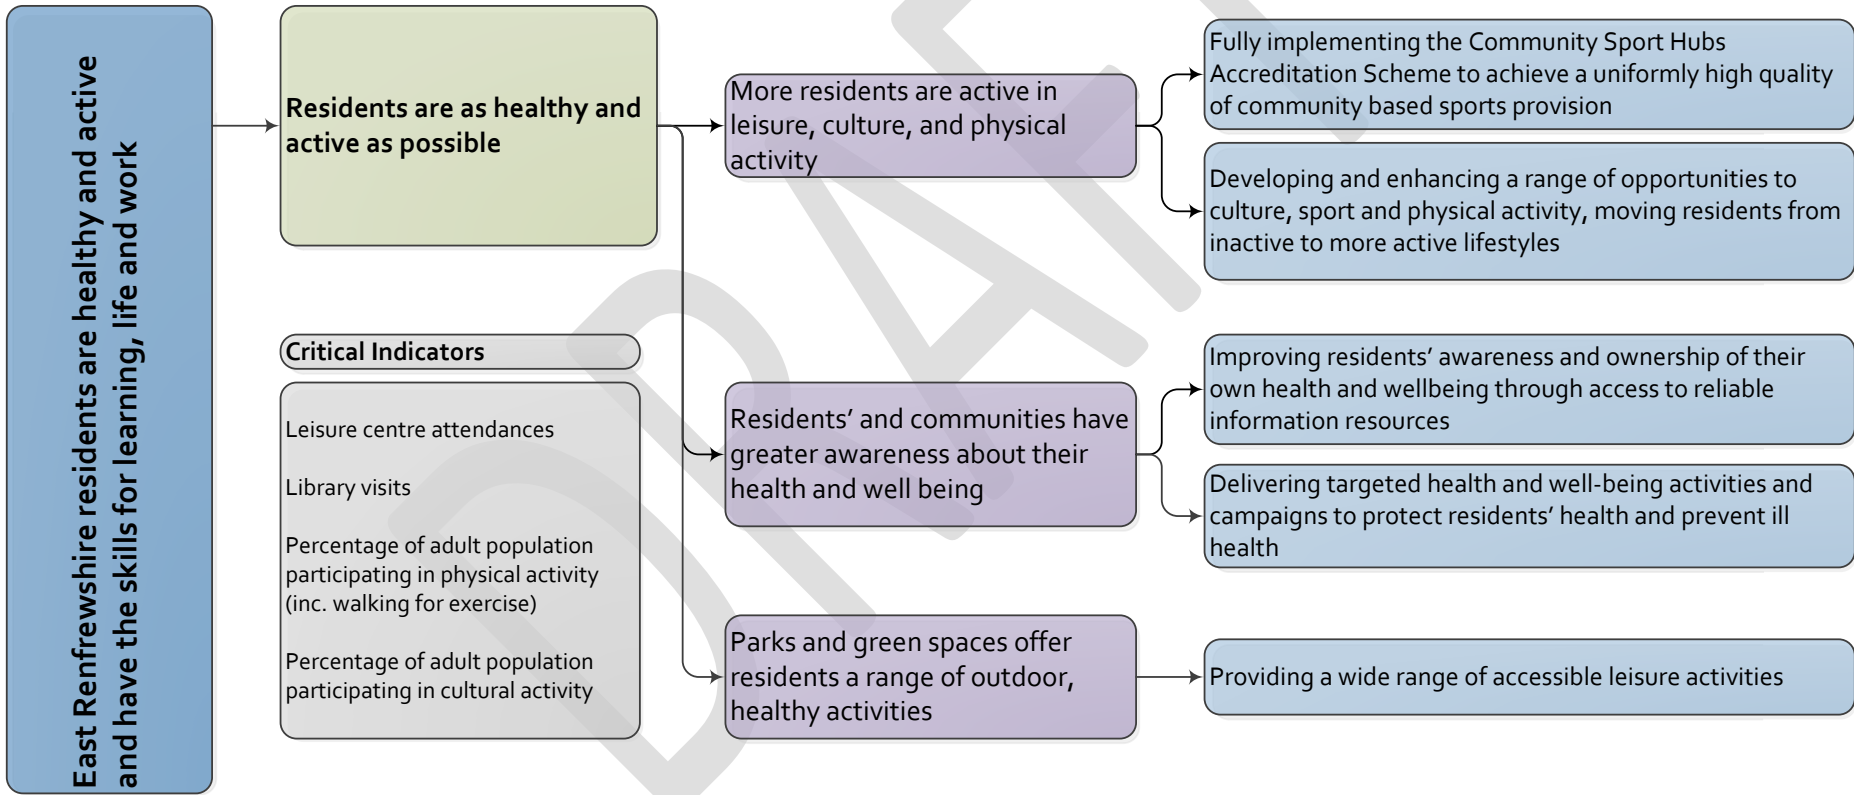 East Renfrewshire residents are healthy and active
and have the skills for learning, life and work
Residents are as healthy and
active as possible
Critical Indicators
Leisure centre attendances
Library visits
Percentage of adult population
participating in physical activity
(inc. walking for exercise)
Percentage of adult population
participating in cultural activity
More residents are active in
leisure, culture, and physical
activity
Residents’ and communities have
greater awareness about their
health and well being
Parks and green spaces offer
residents a range of outdoor,
healthy activities
Fully implementing the Community Sport Hubs
Accreditation Scheme to achieve a uniformly high quality
of community based sports provision
Developing and enhancing a range of opportunities to
culture, sport and physical activity, moving residents from
inactive to more active lifestyles
Improving residents’ awareness and ownership of their
own health and wellbeing through access to reliable
information resources
Delivering targeted health and well-being activities and
campaigns to protect residents’ health and prevent ill
health
Providing a wide range of accessible leisure activities
DRAF